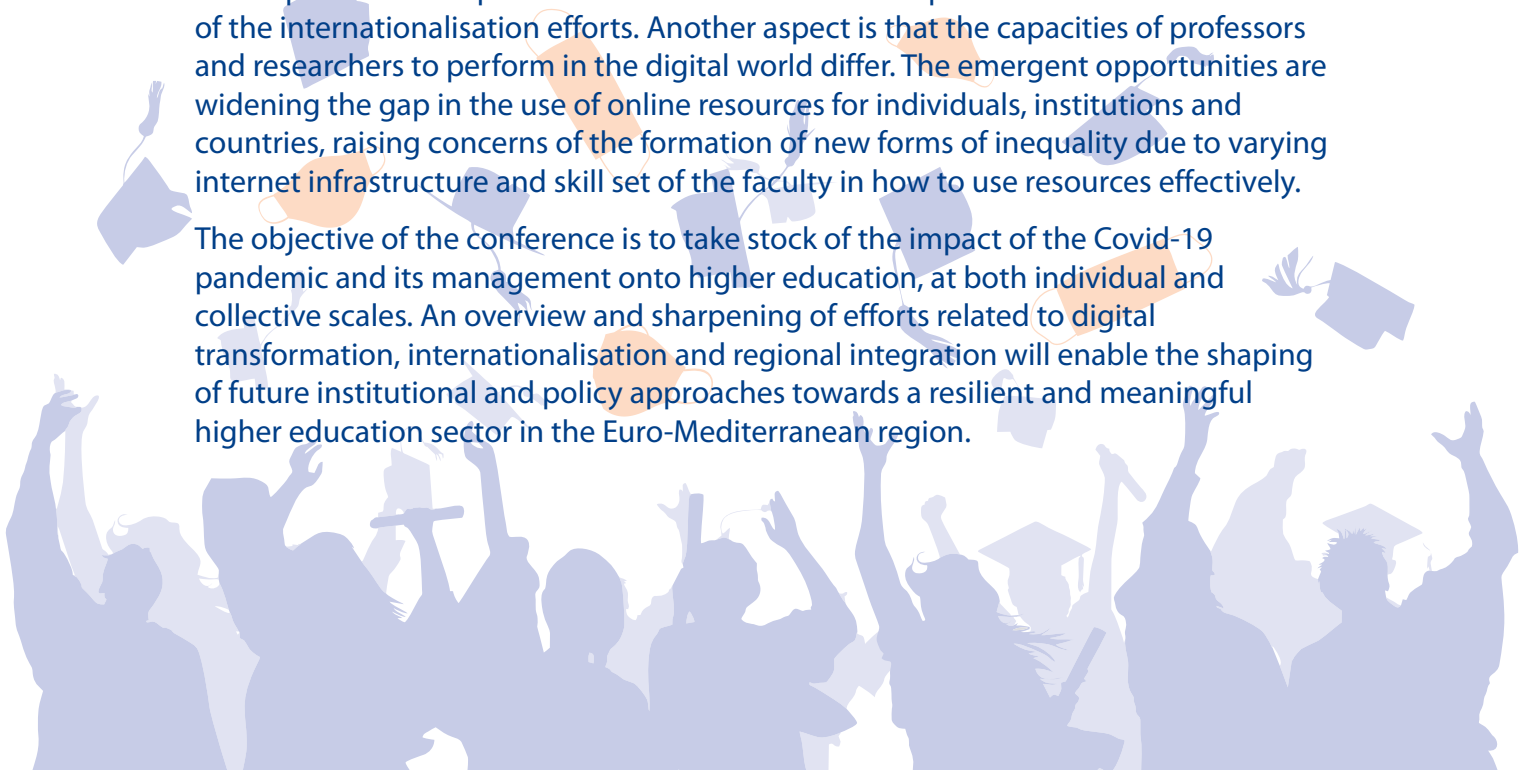 of the internationalisation efforts. Another aspect is that the capacities of professors
and researchers to perform in the digital world differ. The emergent opportunities are
widening the gap in the use of online resources for individuals, institutions and
countries, raising concerns of the formation of new forms of inequality due to varying
internet infrastructure and skill set of the faculty in how to use resources effectively.
The objective of the conference is to take stock of the impact of the Covid-19
pandemic and its management onto higher education, at both individual and
collective scales. An overview and sharpening of efforts related to digital
transformation, internationalisation and regional integration will enable the shaping
of future institutional and policy approaches towards a resilient and meaningful
higher education sector in the Euro-Mediterranean region.